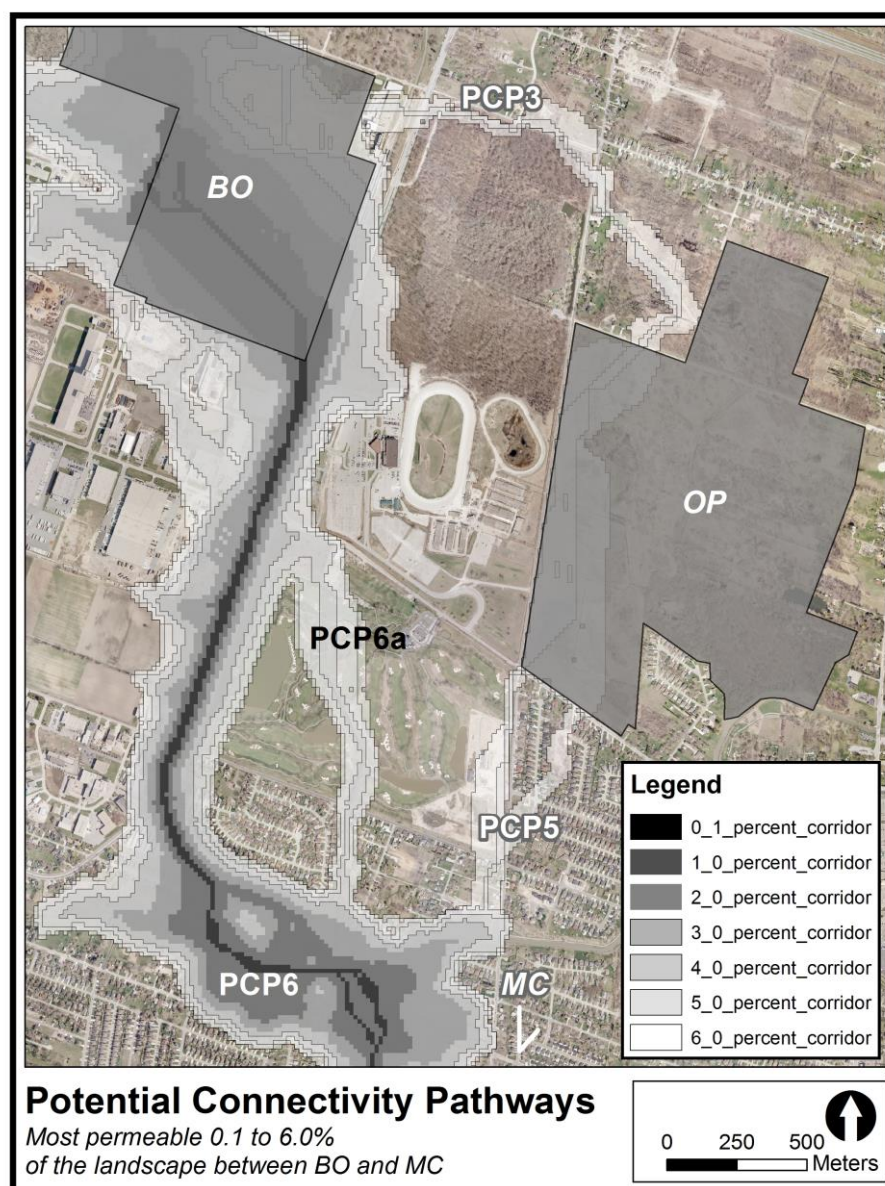 PCP3
BO
OP
PCP6a
PCP5
PCP6
MC
Legend
0_1_percent_corridor
1_0_percent_corridor
2_0_percent_corridor
3_0_percent_corridor
4_0_percent_corridor
5_0_percent_corridor
6_0_percent_corridor
Potential Connectivity Pathways
Most permeable 0.1 to 6.0%
of the landscape between BO and MC
0 250 500
Meters